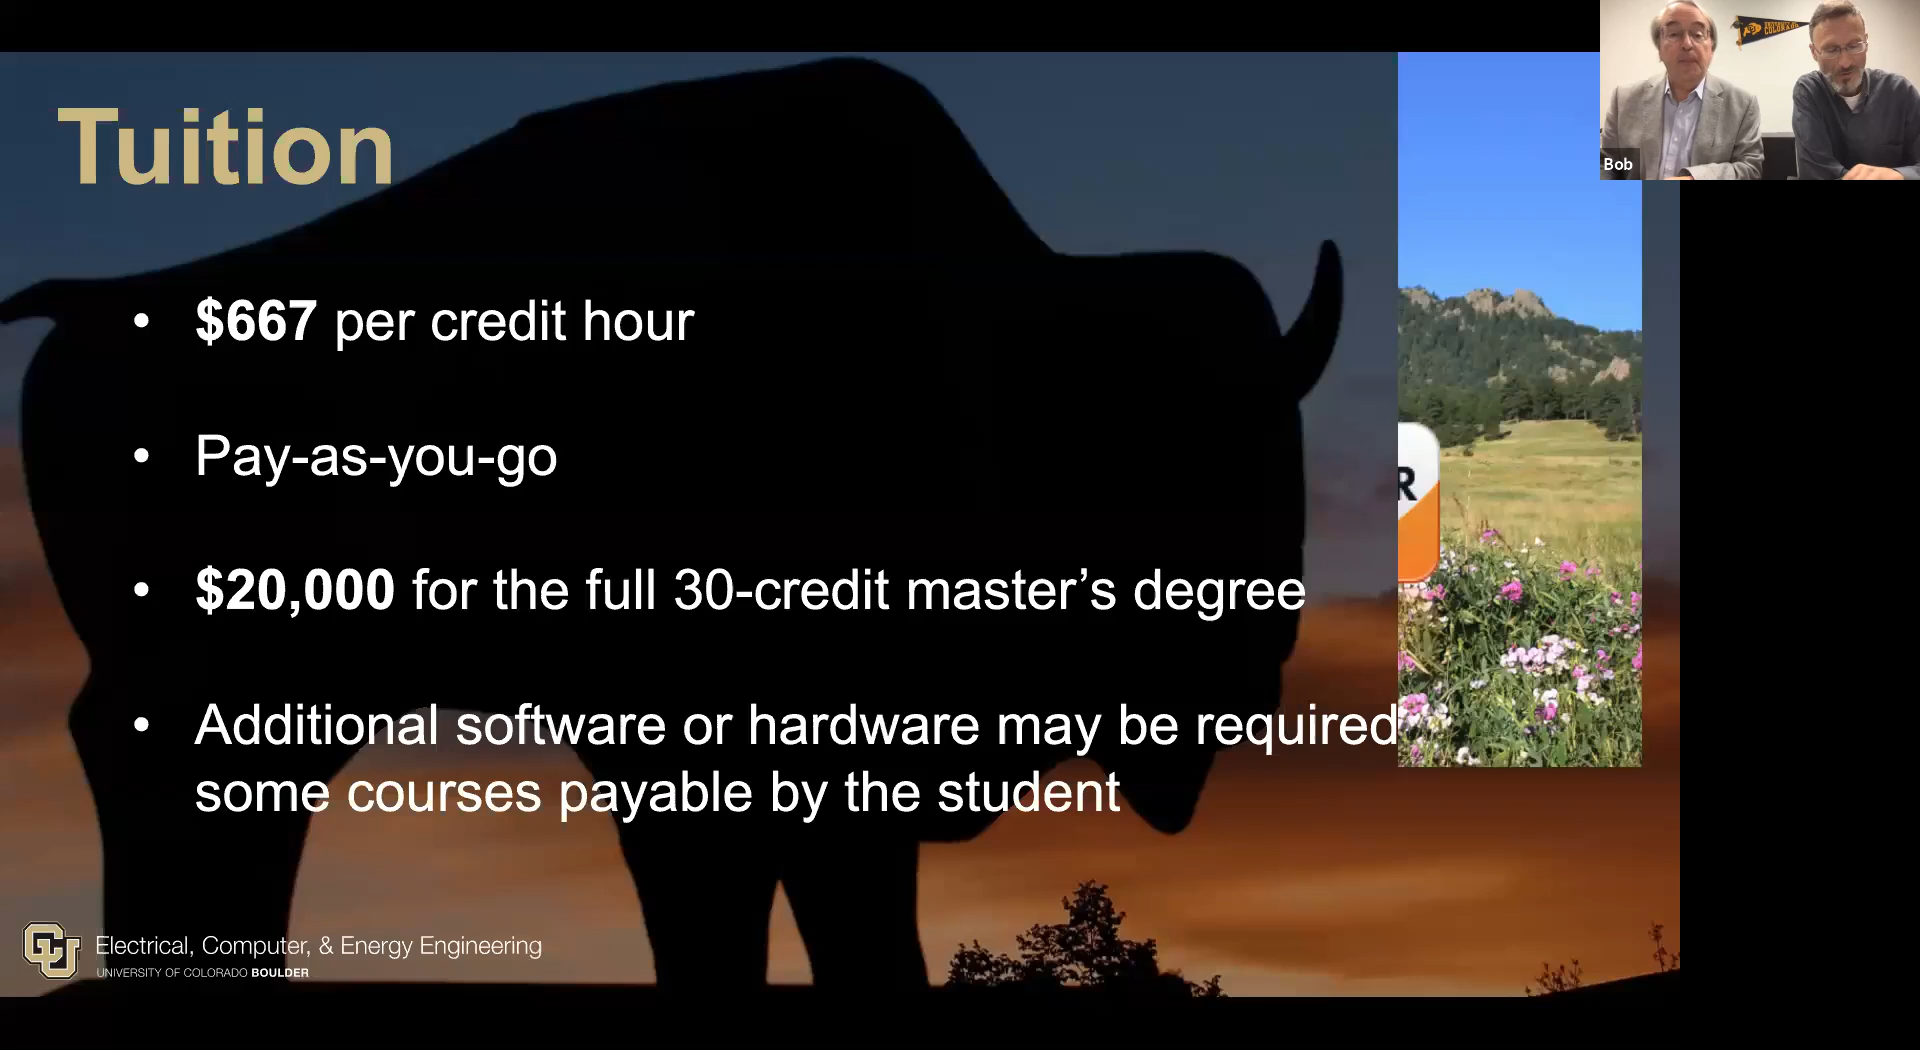 Tuition
• $667 per credit hour
• Pay-as-you-go
• $20,000 for the full 30-credit master’s degree
• Additional software or hardware may be required
some courses payable by the student
R
Electrical, Computer, & Energy Engineering
UNIVERSITY OF COLORADO BOULDER
CU
COLORADO
Bob